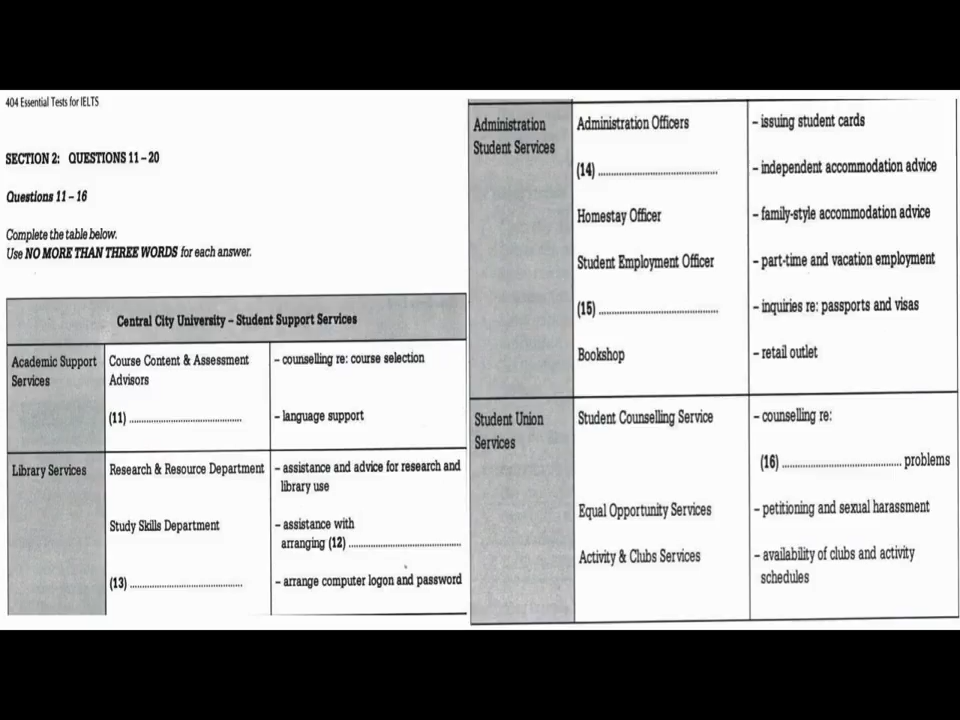 404 Essential Tests for IELTS
SECTION 2: QUESTIONS 11 – 20
Questions 11 – 16
Complete the table below.
Use NO MORE THAN THREE WORDS for each answer.
Central City University – Student Support Services
Academic Support
Services
Course Content & Assessment
Advisors
– counselling re: course selection
(11) ..........................................
– language support
Library Services
Research & Resource Department
– assistance and advice for research and
library use
Study Skills Department
– assistance with
arranging (12) ..........................................
(13) ..........................................
– arrange computer logon and password
Administration
Student Services
Administration Officers
– issuing student cards
(14) ..........................................
– independent accommodation advice
Homestay Officer
– family-style accommodation advice
Student Employment Officer
– part-time and vacation employment
(15) ..........................................
– inquiries re: passports and visas
Bookshop
– retail outlet
Student Union
Services
Student Counselling Service
– counselling re:
(16) .......................................... problems
Equal Opportunity Services
– petitioning and sexual harassment
Activity & Clubs Services
– availability of clubs and activity
schedules